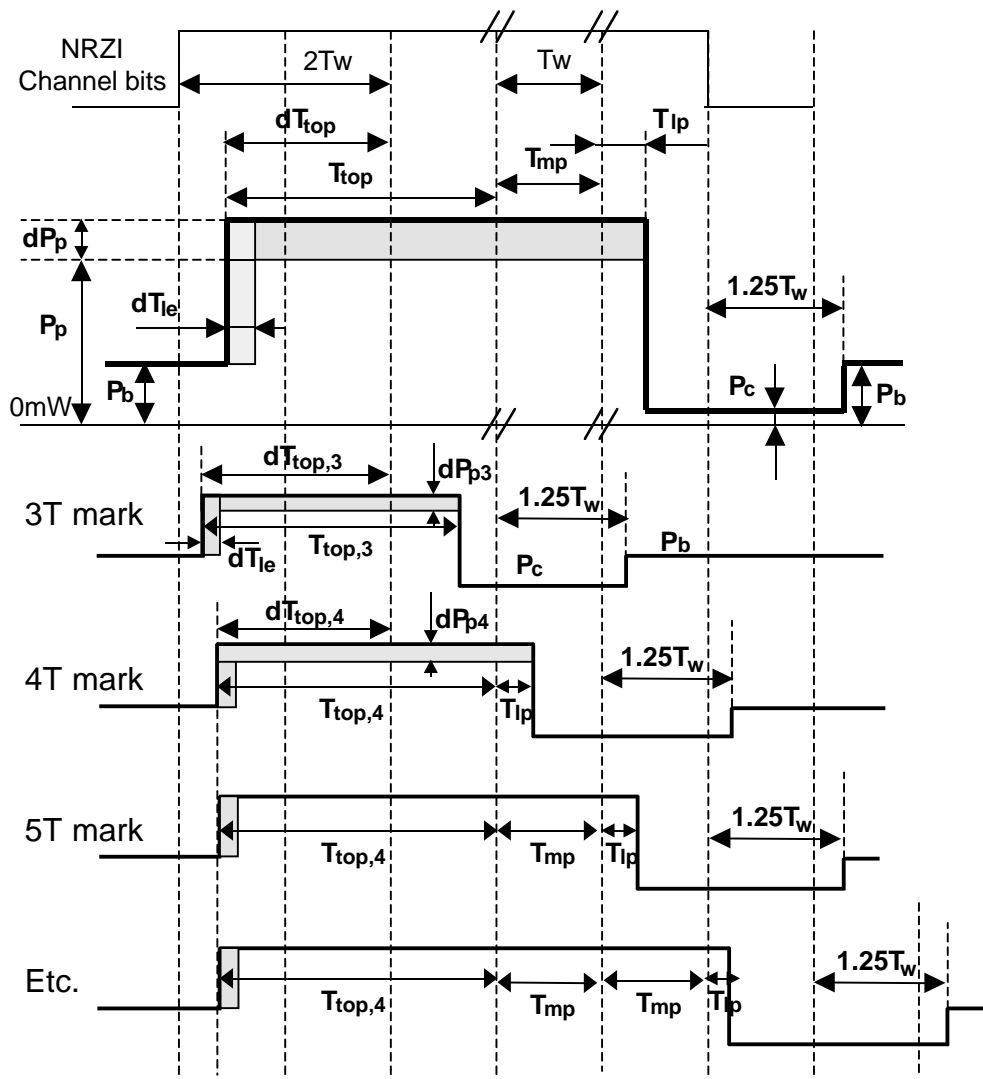 NRZI
Channel bits
2Tw
Tw
dTtop
Tlp
Ttop
Tmp
dPp
Pp
dTle
1.25Tw
Pb
0mW
Pc
Pb
dTtop,3
dPp3
1.25Tw
3T mark
Ttop,3
dTle
Pc
Pb
dTtop,4
dPp4
1.25Tw
4T mark
Ttop,4
Tlp
5T mark
1.25Tw
Ttop,4
Tmp
Tlp
Etc.
1.25Tw
Ttop,4
Tmp
Tmp
Tlp